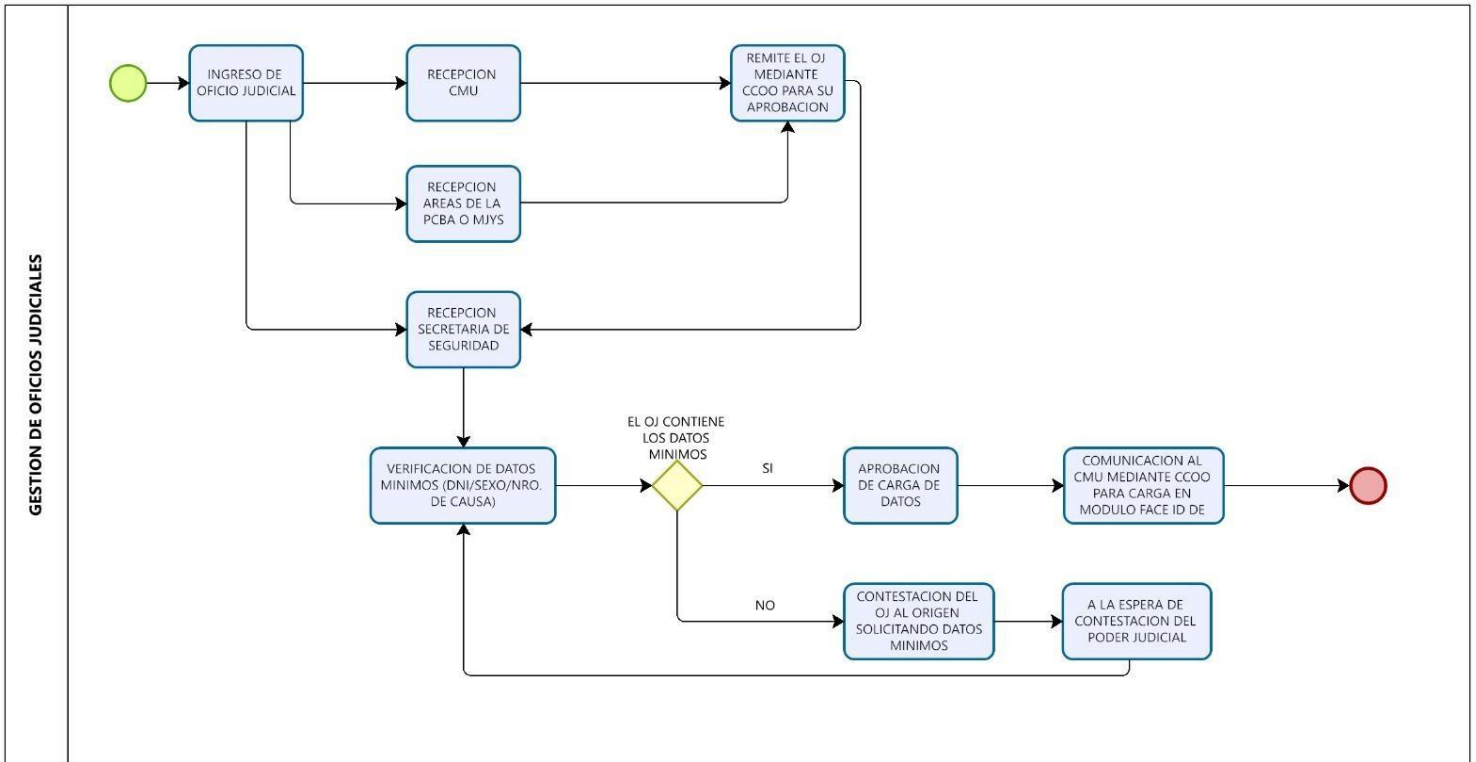 GESTION DE OFICIOS JUDICIALES
INGRESO DE
OFICIO JUDICIAL
RECEPCION
CMU
REMITE EL OJ
MEDIANTE
CCOO PARA SU
APROBACION
RECEPCION
AREAS DE LA
PCBA O MJYS
RECEPCION
SECRETARIA DE
SEGURIDAD
VERIFICACION DE DATOS
MINIMOS (DNI/SEXO/NRO.
DE CAUSA)
EL OJ CONTIENE
LOS DATOS
MINIMOS
SI
APROBACION
DE CARGA DE
DATOS
COMUNICACION AL
CMU MEDIANTE CCOO
PARA CARGA EN
MODULO FACE ID DE
NO
CONTESTACION DEL
OJ AL ORIGEN
SOLICITANDO DATOS
MINIMOS
A LA ESPERA DE
CONTESTACION DEL
PODER JUDICIAL